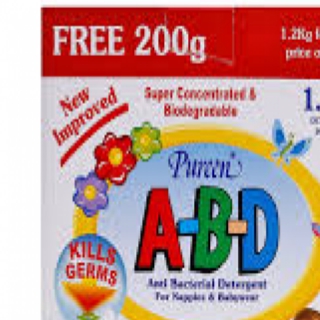 FREE 200g
1.2Kg
price
New
Improved
Super Concentrated &
Biodegradable
1.
Pureen
A-B-D
KILLS
GERMS
Anti Bacterial Detergent
For Nappies & Babywear